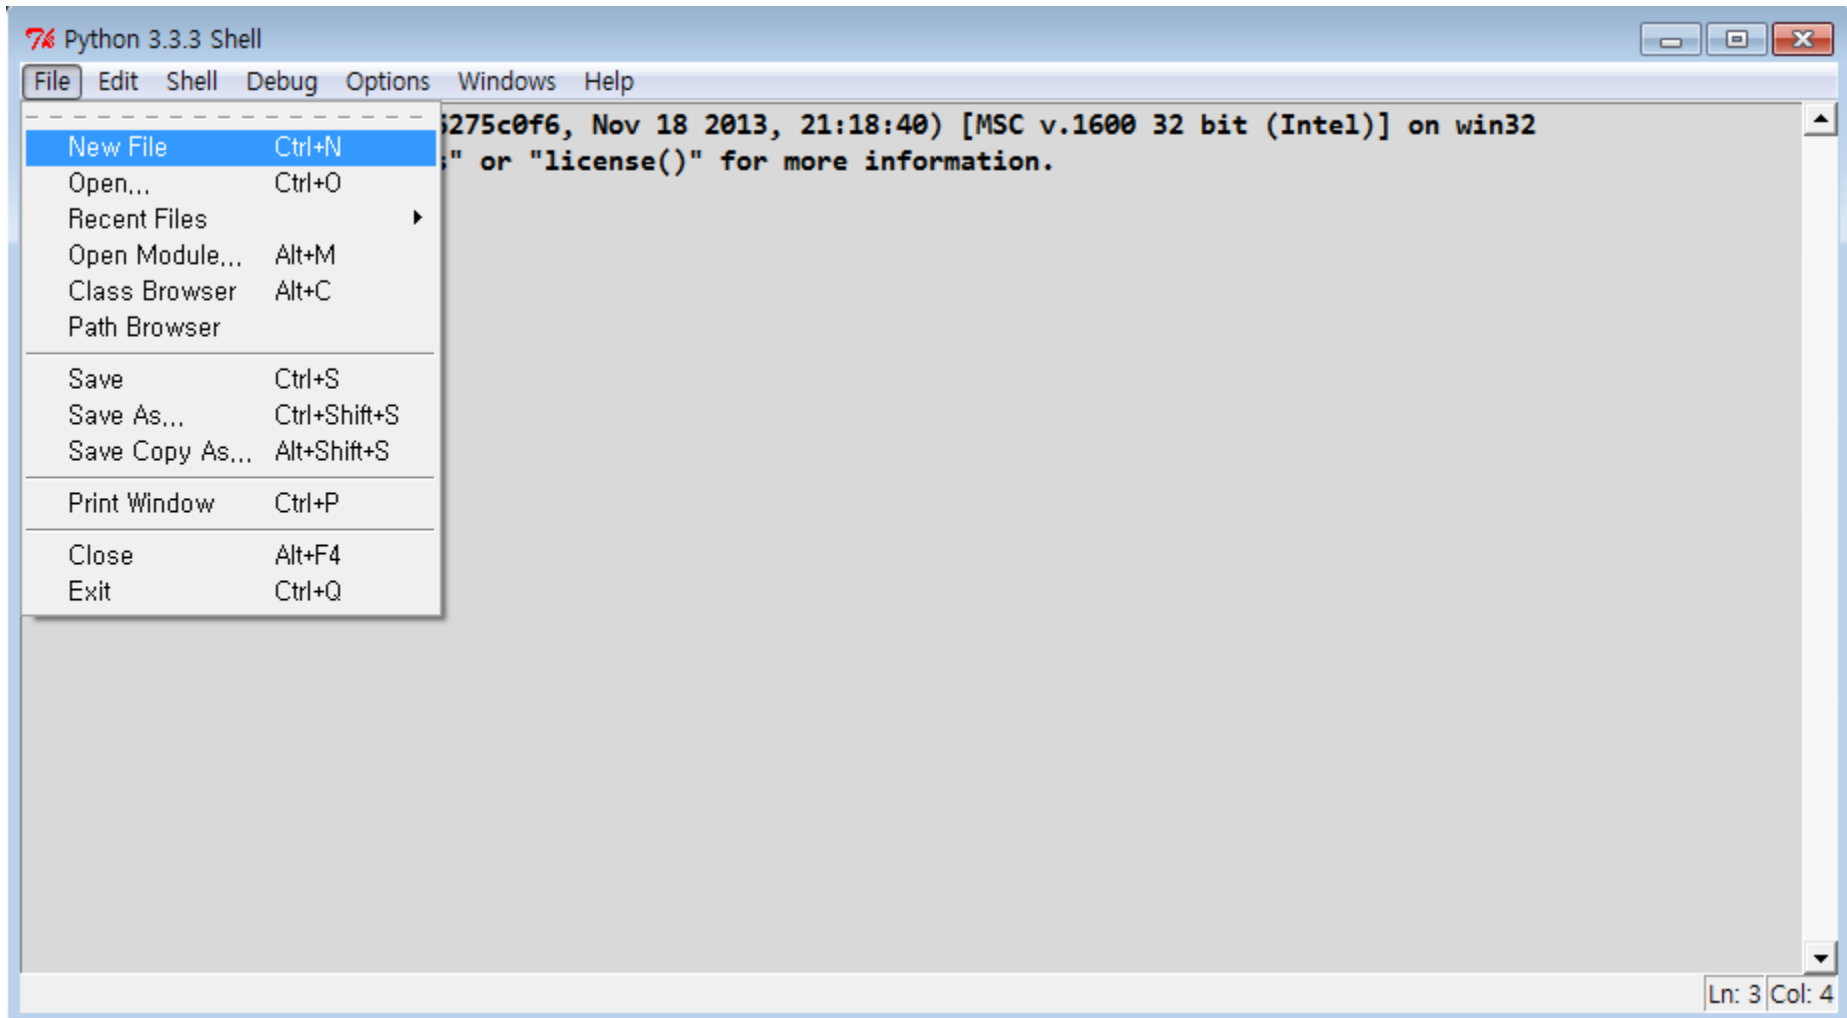 Python 3.3.3 Shell
File Edit Shell Debug Options Windows Help
275c0f6, Nov 18 2013, 21:18:40) [MSC v.1600 32 bit (Intel)] on win32
" or "license()" for more information.
New File Ctrl+N
Open... Ctrl+O
Recent Files
Open Module... Alt+M
Class Browser Alt+C
Path Browser
Save Ctrl+S
Save As... Ctrl+Shift+S
Save Copy As... Alt+Shift+S
Print Window Ctrl+P
Close Alt+F4
Exit Ctrl+Q
Ln: 3 Col: 4